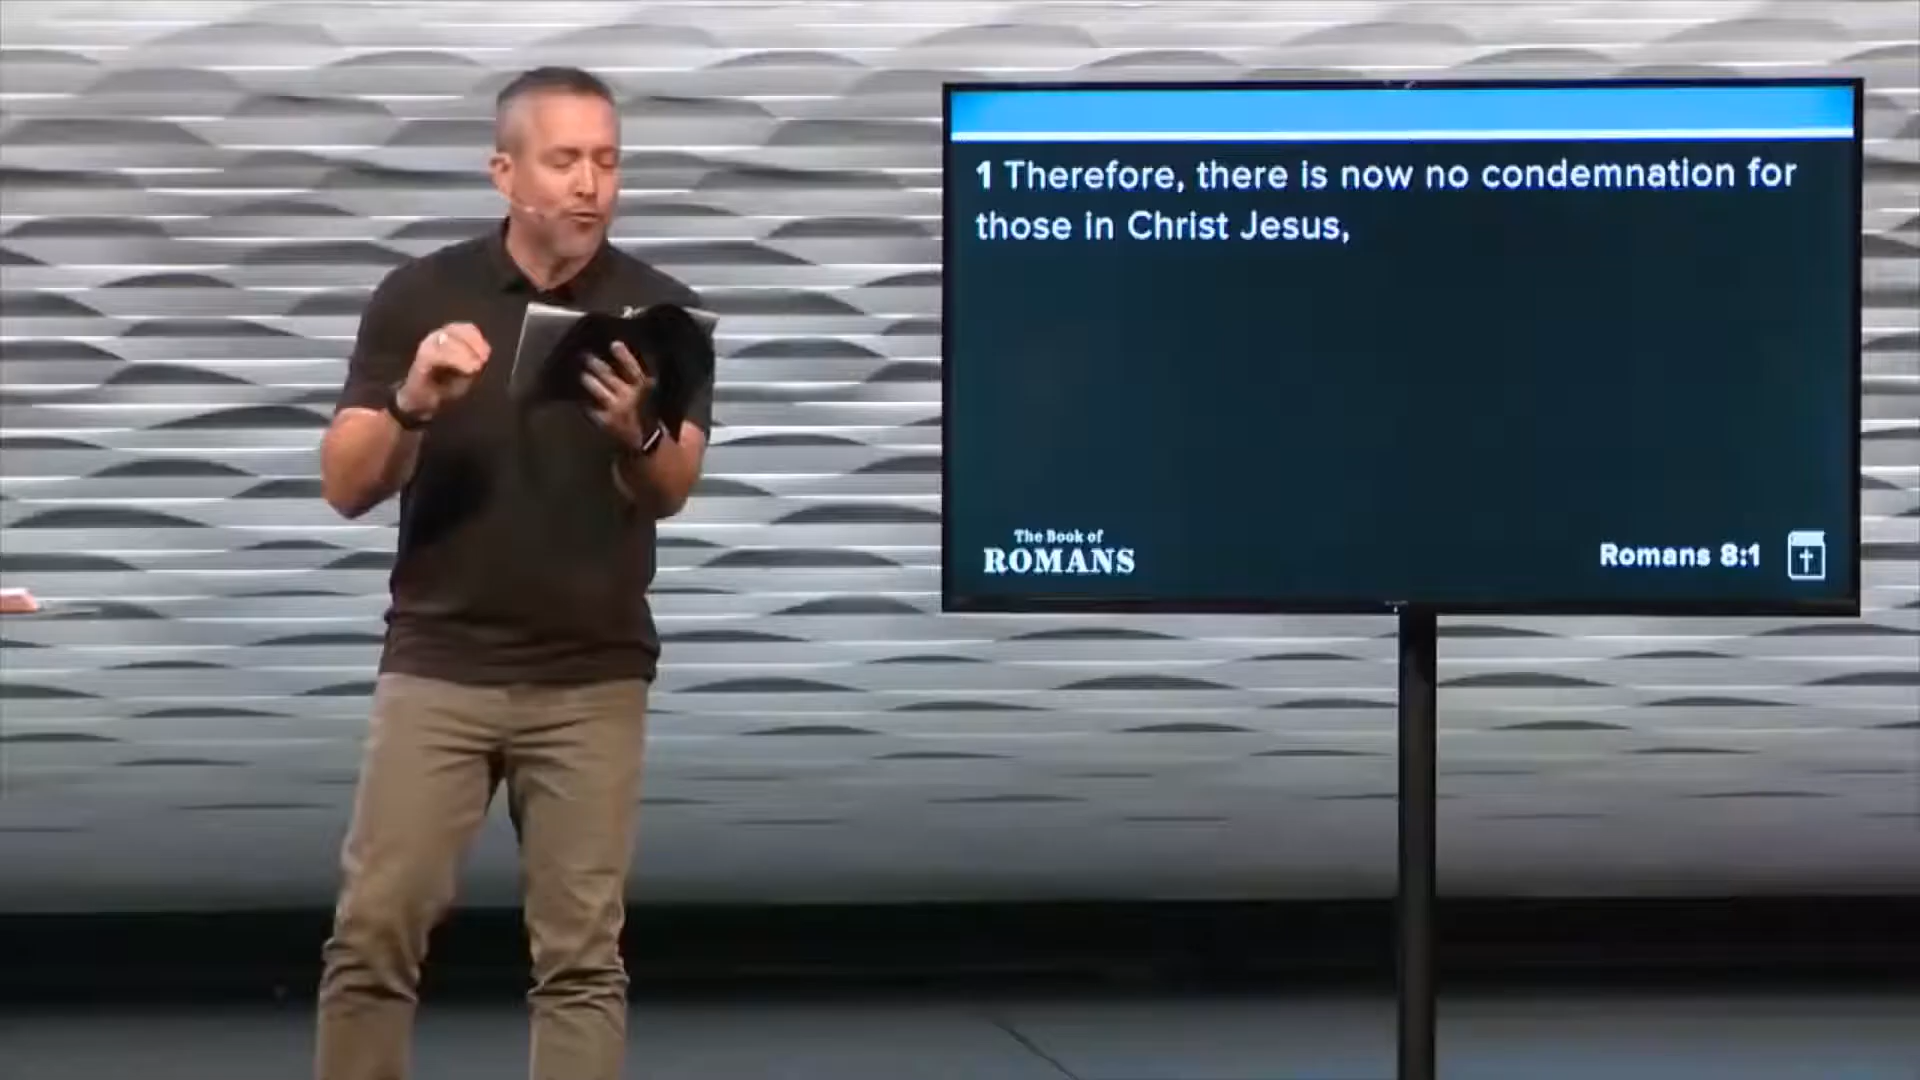 1 Therefore, there is now no condemnation for
those in Christ Jesus,
The Book of
ROMANS
Romans 8:1